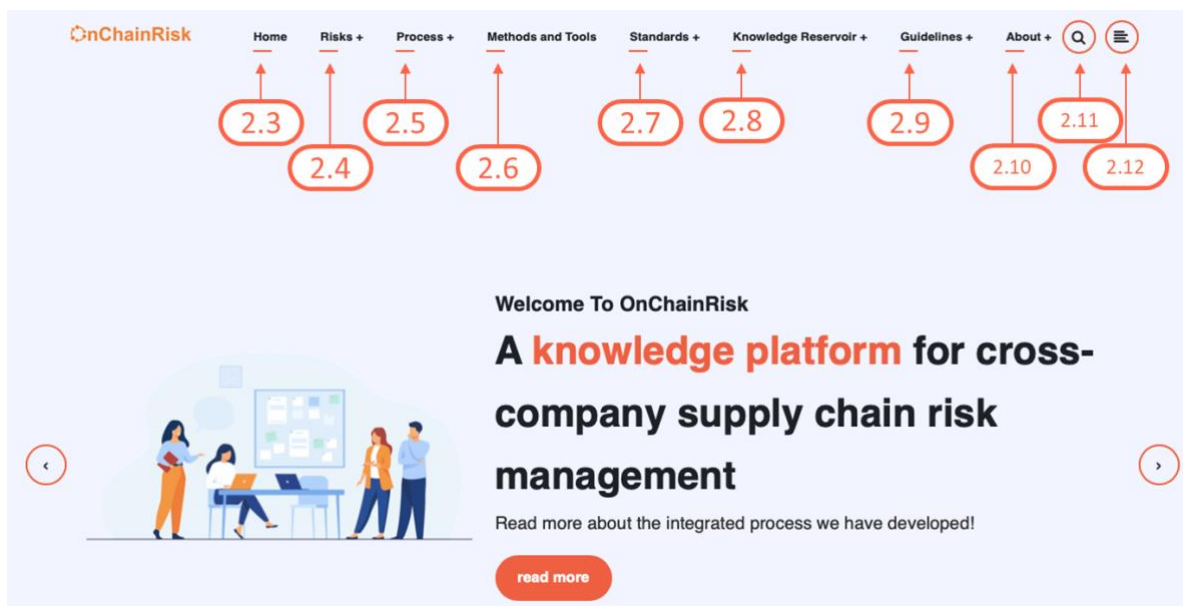 OnChainRisk
Home Risks + Process + Methods and Tools Standards + Knowledge Reservoir + Guidelines + About +
2.3 2.5 2.7 2.8 2.9 2.11
2.4 2.6 2.10 2.12
Welcome To OnChainRisk
A knowledge platform for cross-
company supply chain risk
management
Read more about the integrated process we have developed!
read more